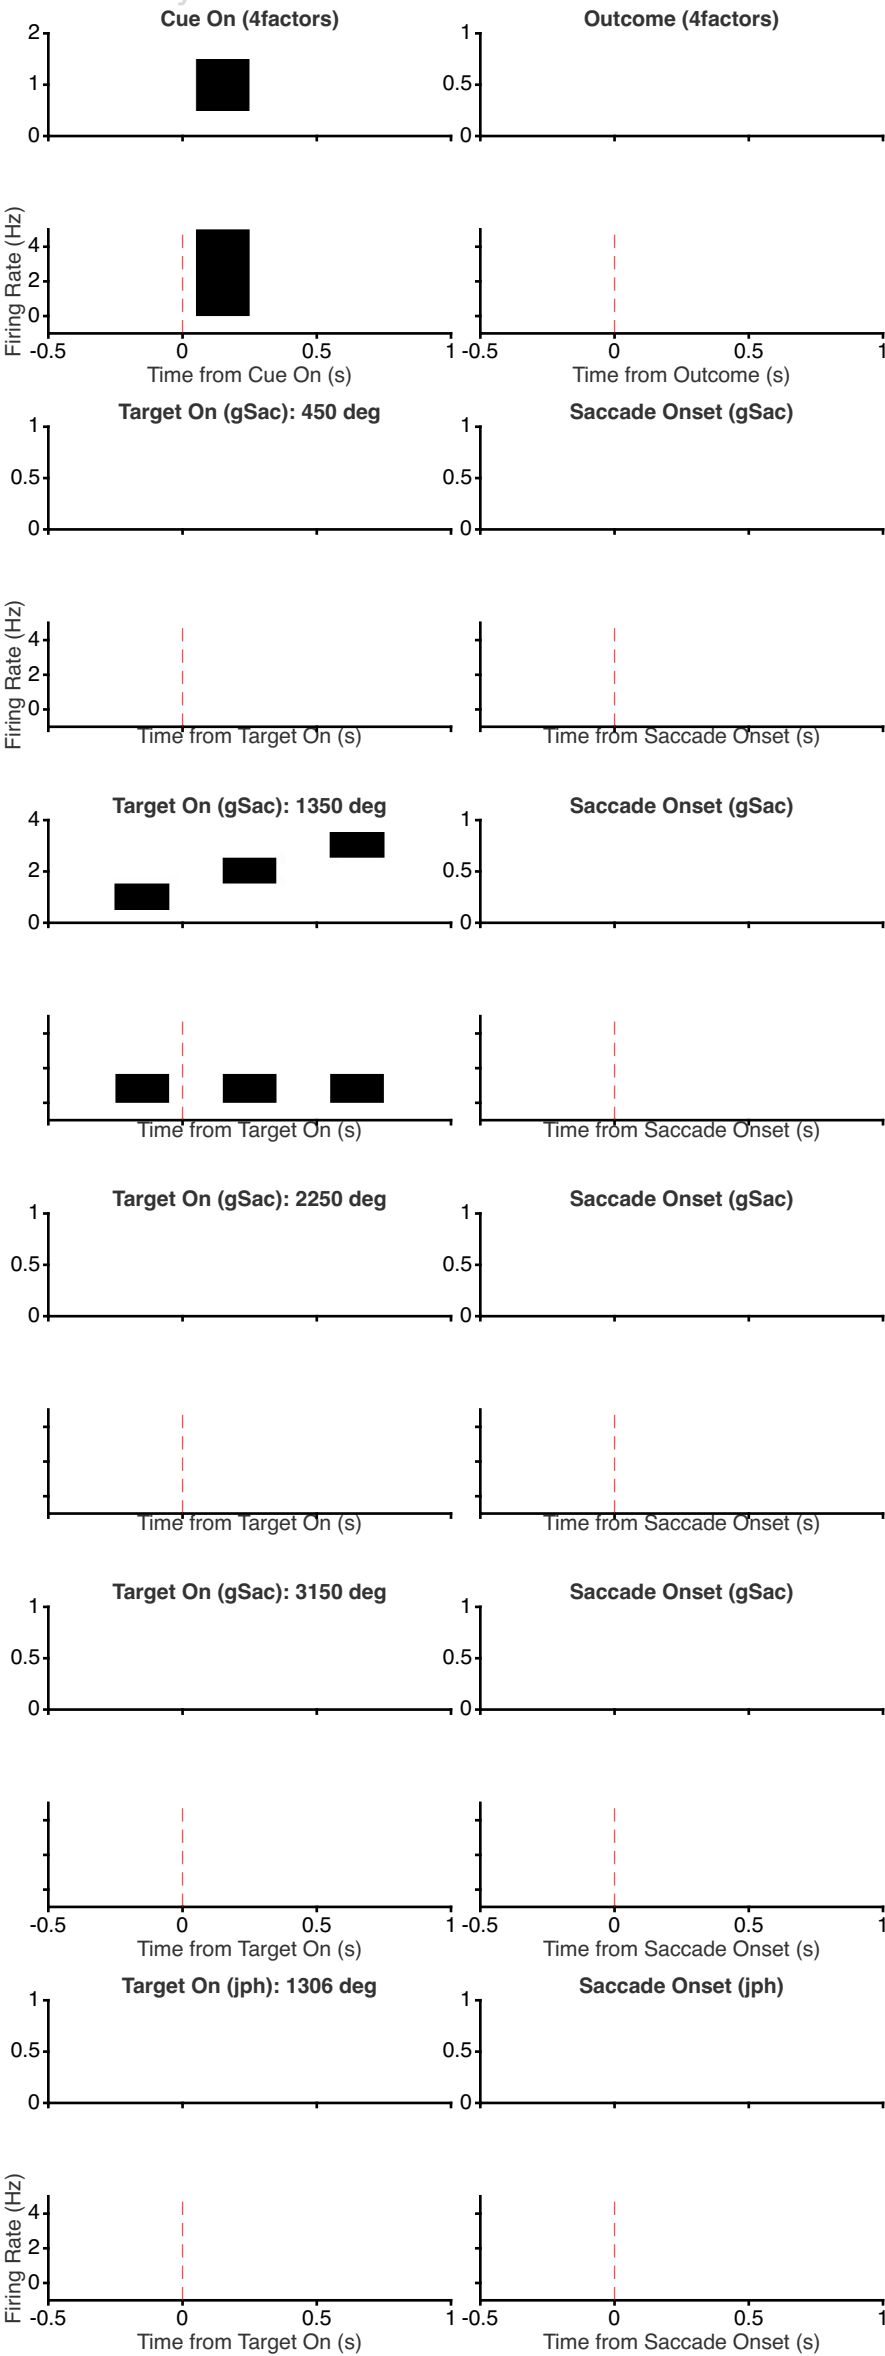 Cue On (4factors) Outcome (4factors)
2 1
1 0.5
0 0
Firing Rate (Hz)
4
2
0
-0.5 0 0.5 1 -0.5 0 0.5 1
Time from Cue On (s) Time from Outcome (s)
Target On (gSac): 450 deg Saccade Onset (gSac)
1 1
0.5 0.5
0 0
Firing Rate (Hz)
4
2
0
Time from Target On (s) Time from Saccade Onset (s)
Target On (gSac): 1350 deg Saccade Onset (gSac)
4 1
2 0.5
0 0
Time from Target On (s) Time from Saccade Onset (s)
Target On (gSac): 2250 deg Saccade Onset (gSac)
1 1
0.5 0.5
0 0
Time from Target On (s) Time from Saccade Onset (s)
Target On (gSac): 3150 deg Saccade Onset (gSac)
1 1
0.5 0.5
0 0
-0.5 0 0.5 1 -0.5 0 0.5 1
Time from Target On (s) Time from Saccade Onset (s)
Target On (jph): 1306 deg Saccade Onset (jph)
1 1
0.5 0.5
0 0
Firing Rate (Hz)
4
2
0
-0.5 0 0.5 1 -0.5 0 0.5 1
Time from Target On (s) Time from Saccade Onset (s)